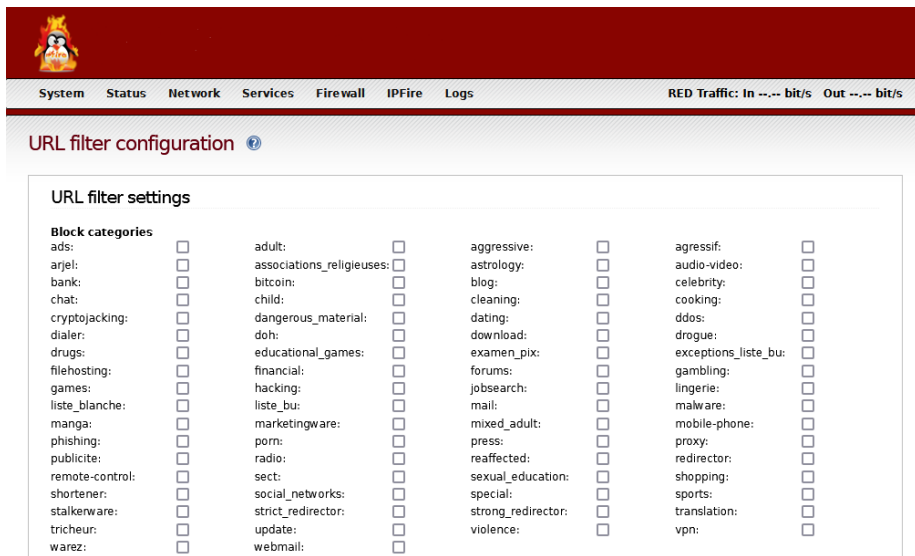 System Status Network Services Firewall IPFire Logs RED Traffic: In --.-- bit/s Out --.-- bit/s
URL filter configuration
URL filter settings
Block categories
ads: adult: aggressive: agressif:
arjel: associations_religieuses: astrology: audio-video:
bank: bitcoin: blog: celebrity:
chat: child: cleaning: cooking:
cryptojacking: dangerous_material: dating: ddos:
dialer: doh: download: drogue:
drugs: educational_games: examen_pix: exceptions_liste_bu:
filehosting: financial: forums: gambling:
games: hacking: jobsearch: lingerie:
liste_blanche: liste_bu: mail: malware:
manga: marketingware: mixed_adult: mobile-phone:
phishing: porn: press: proxy:
publicite: radio: reaffected: redirector:
remote-control: sect: sexual_education: shopping:
shortener: social_networks: special: sports:
stalkerware: strict_redirector: strong_redirector: translation:
tricheur: update: violence: vpn:
warez: webmail: